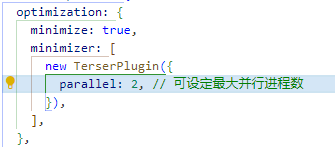 optimization: {
minimize: true,
minimizer: [
new TerserPlugin({
parallel: 2, // 可设定最大并行进程数
}),
],
},